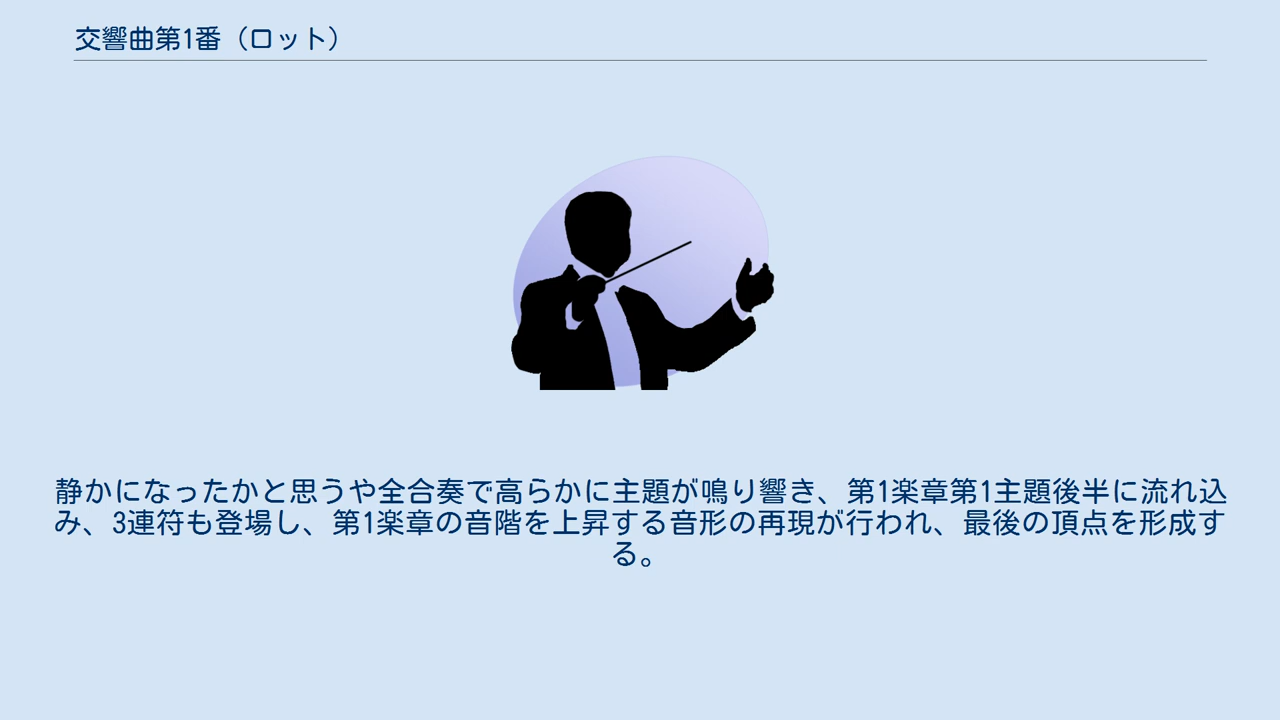 交響曲第1番（ロット）
静かになったかと思うや全合奏で高らかに主題が鳴り響き、第1楽章第1主題後半に流れ込
み、3連符も登場し、第1楽章の音階を上昇する音形の再現が行われ、最後の頂点を形成す
る。